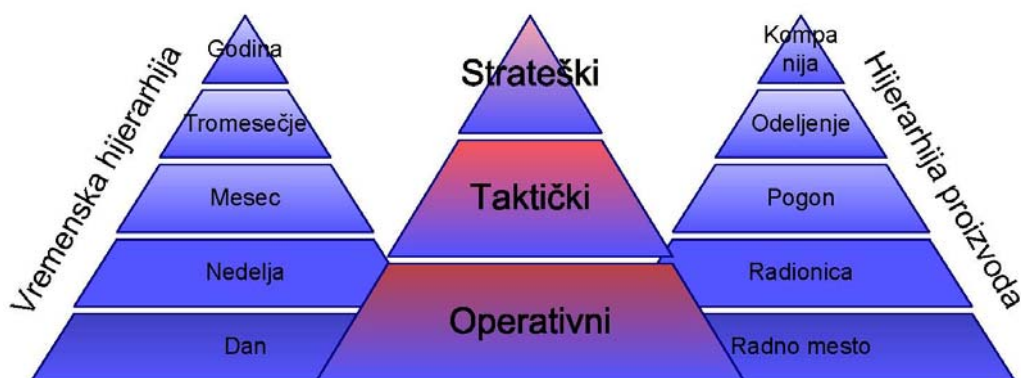 Vremenska hijerarhija
Godina
Tromesečje
Mesec
Nedelja
Dan
Strateški
Taktički
Operativni
Kompa
nija
Odeljenje
Pogon
Radionica
Radno mesto
Hijerarhija proizvoda